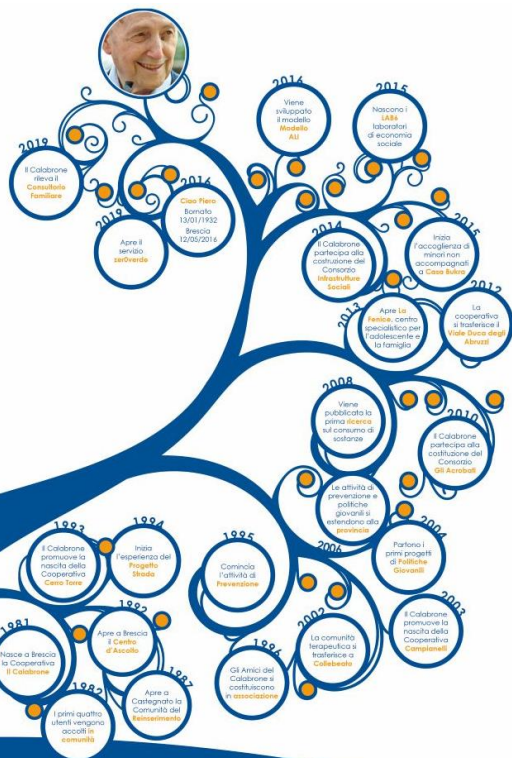 2019
Il Calabrone
rileva il
Consultorio
Familiare
2019
Apre il
servizio
zer0verde
2016
Ciao Piero
Bornato
13/01/1932
Brescia
12/05/2016
2016
Viene
sviluppato
il modello
Modello
ALI
2015
Nascono i
LAB6
laboratori
di economia
sociale
2014
Il Calabrone
partecipa alla
costruzione del
Consorzio
Infrastrutture
Sociali
2015
Inizia
l'accoglienza di
minori non
accompagnati
a Casa Bukra
2013
Apre La
Fenice, centro
specialistico per
l'adolescente e
la famiglia
2012
La
cooperativa
si trasferisce il
Viale Duca degli
Abruzzi
2008
Viene
pubblicata la
prima ricerca
sul consumo di
sostanze
2010
Il Calabrone
partecipa alla
costituzione del
Consorzio
Gli Acrobati
Le attività di
prevenzione e
politiche
giovanili si
estendono alla
provincia
2006
2004
Partono i
primi progetti
di Politiche
Giovanili
2003
Il Calabrone
promuove la
nascita della
Cooperativa
Campianelli
2002
La comunità
terapeutica si
trasferisce a
Collebeato
1996
Gli Amici del
Calabrone si
costituiscono
in associazione
1995
Comincia
l'attività di
Prevenzione
1994
Inizia
l'esperienza del
Progetto
Strada
1993
Il Calabrone
promuove la
nascita della
Cooperativa
Cerro Torre
1992
Apre a Brescia
il Centro
d'Ascolto
1987
Apre a
Castegnato la
Comunità del
Reinserimento
1981
Nasce a Brescia
la Cooperativa
Il Calabrone
1982
I primi quattro
utenti vengono
accolti in
comunità